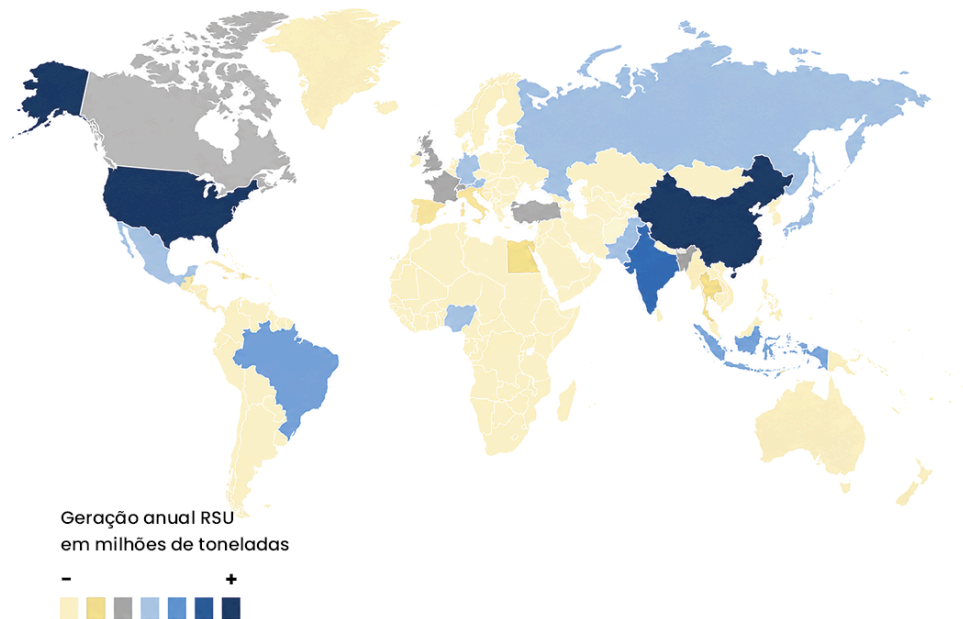 Geração anual RSU
em milhões de toneladas
- +